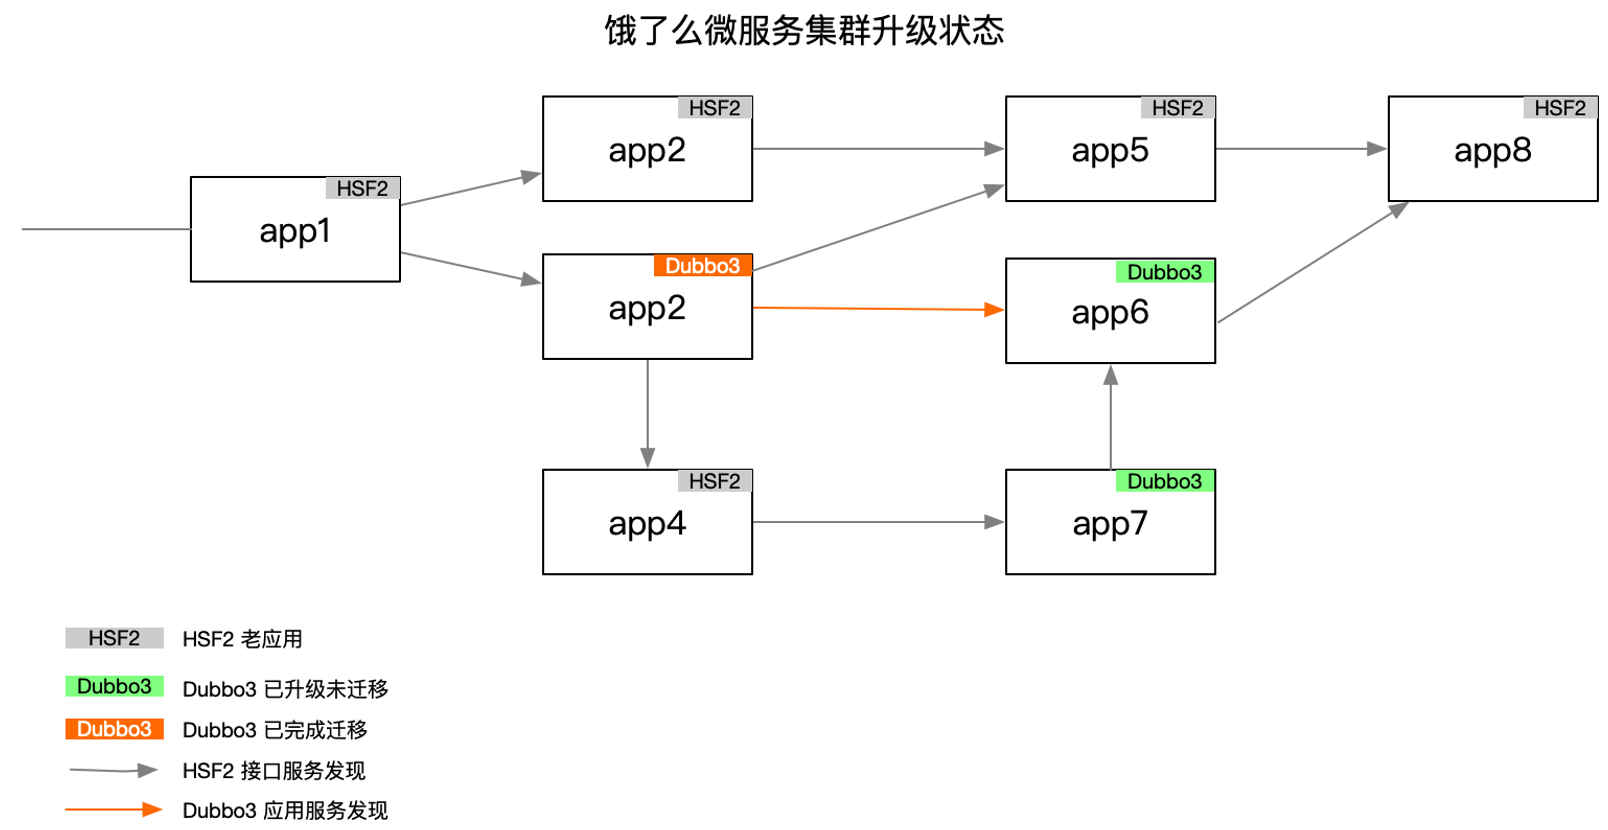 饿了么微服务集群升级状态
HSF2
app2
HSF2
app5
HSF2
app8
HSF2
app1
Dubbo3
app2
Dubbo3
app6
HSF2
app4
Dubbo3
app7
HSF2 HSF2 老应用
Dubbo3 Dubbo3 已升级未迁移
Dubbo3 Dubbo3 已完成迁移
HSF2 接口服务发现
Dubbo3 应用服务发现